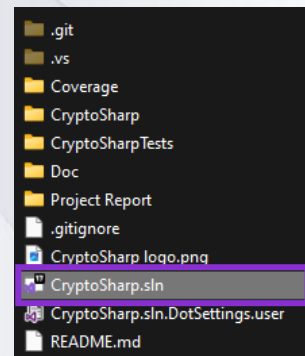 .git
.vs
Coverage
CryptoSharp
CryptoSharpTests
Doc
Project Report
.gitignore
CryptoSharp logo.png
CryptoSharp.sln
CryptoSharp.sln.DotSettings.user
README.md